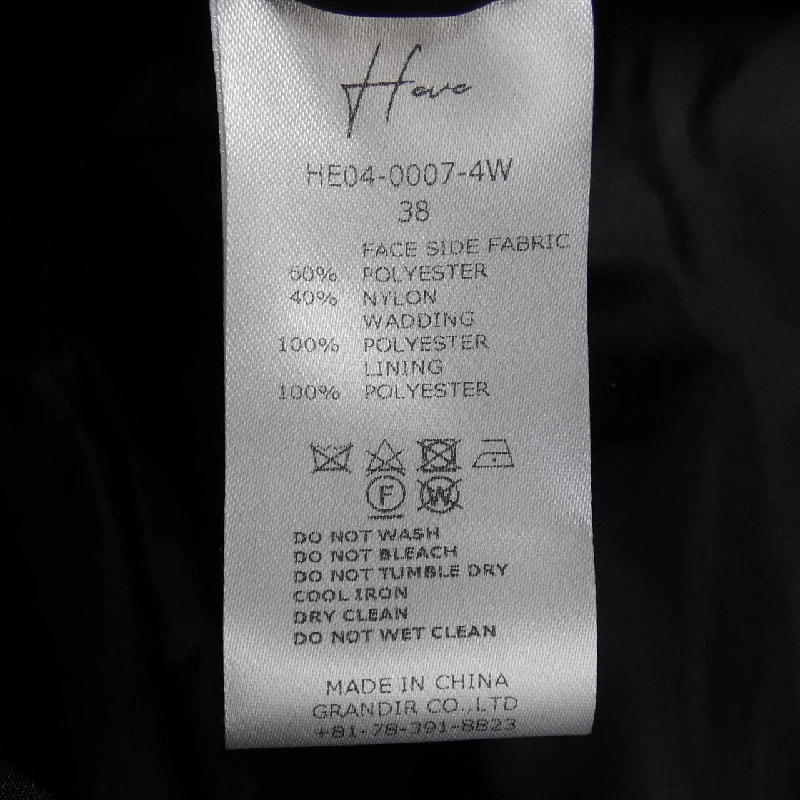 Heve
HE04-0007-4W
38
FACE SIDE FABRIC
60% POLYESTER
40% NYLON
WADDING
100% POLYESTER
LINING
100% POLYESTER
F W
DO NOT WASH
DO NOT BLEACH
DO NOT TUMBLE DRY
COOL IRON
DRY CLEAN
DO NOT WET CLEAN
MADE IN CHINA
GRANDIR CO.,LTD
+81-78-391-8823